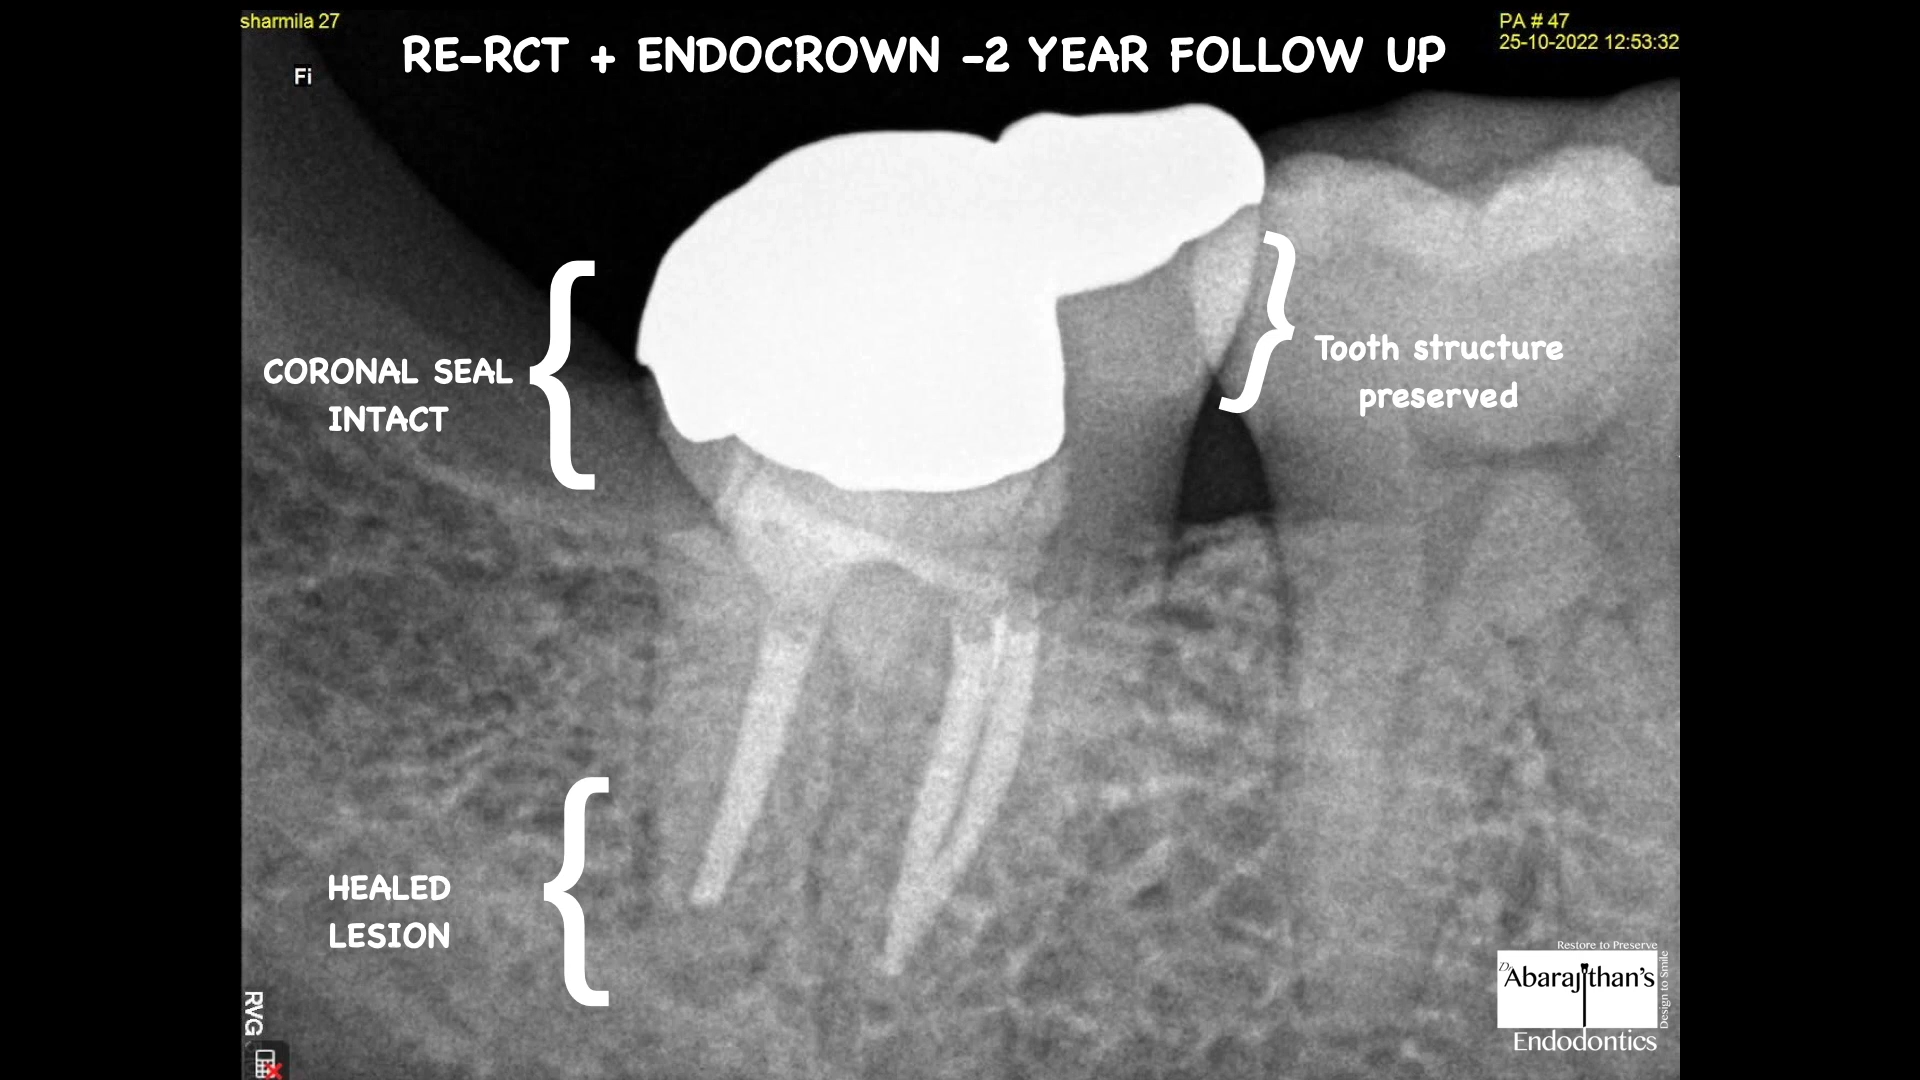 sharmila 27
PA # 47
25-10-2022 12:53:32
RE-RCT + ENDOCROWN -2 YEAR FOLLOW UP
Fi
CORONAL SEAL
INTACT
Tooth structure
preserved
HEALED
LESION
RVG
Restore to Preserve
Dr
Abarajithan's
Endodontics
Design to Smile